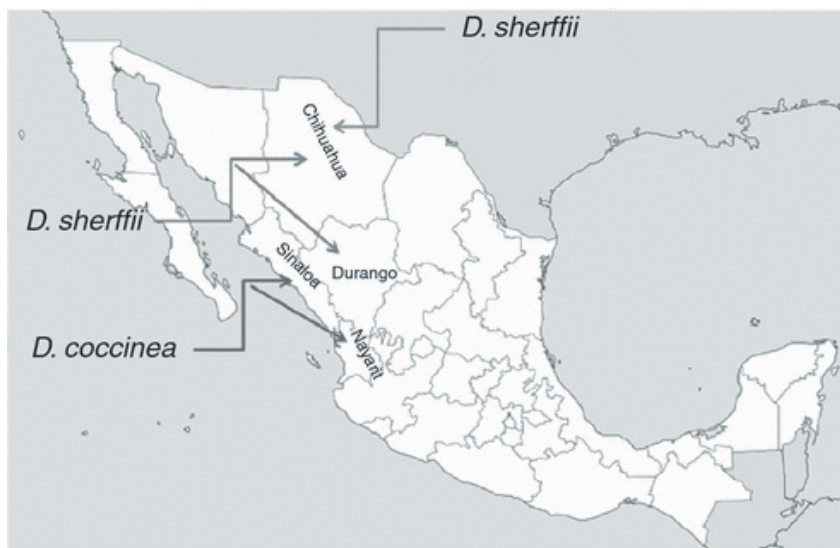 D. sherffii
Chihuahua
D. sherffii
Sinaloa
Durango
D. coccinea
Nayarit